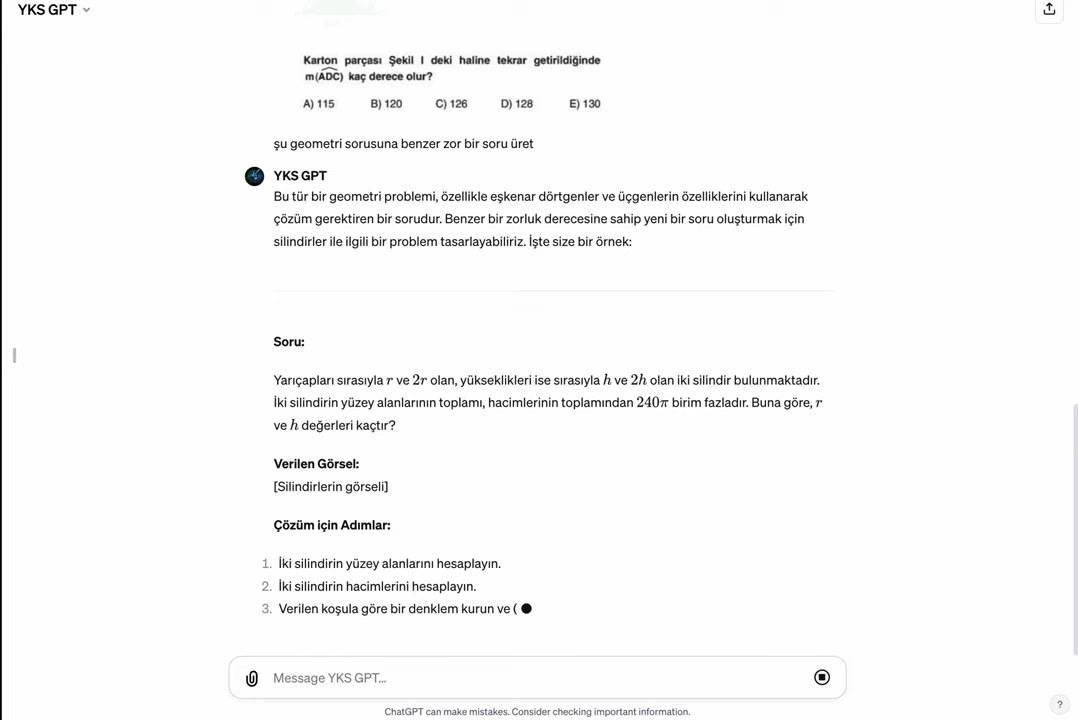 YKS GPT
Karton parçası Şekil I deki haline tekrar getirildiğinde
m(ADC) kaç derece olur?
A) 115 B) 120 C) 126 D) 128 E) 130
şu geometri sorusuna benzer zor bir soru üret
YKS GPT
Bu tür bir geometri problemi, özellikle eşkenar dörtgenler ve üçgenlerin özelliklerini kullanarak
çözüm gerektiren bir sorudur. Benzer bir zorluk derecesine sahip yeni bir soru oluşturmak için
silindirler ile ilgili bir problem tasarlayabiliriz. İşte size bir örnek:
Soru:
Yarıçapları sırasıyla r ve 2r olan, yükseklikleri ise sırasıyla h ve 2h olan iki silindir bulunmaktadır.
İki silindirin yüzey alanlarının toplamı, hacimlerinin toplamından 240π birim fazladır. Buna göre, r
ve h değerleri kaçtır?
Verilen Görsel:
[Silindirlerin görseli]
Çözüm için Adımlar:
1. İki silindirin yüzey alanlarını hesaplayın.
2. İki silindirin hacimlerini hesaplayın.
3. Verilen koşula göre bir denklem kurun ve (
Message YKS GPT...
ChatGPT can make mistakes. Consider checking important information.
?